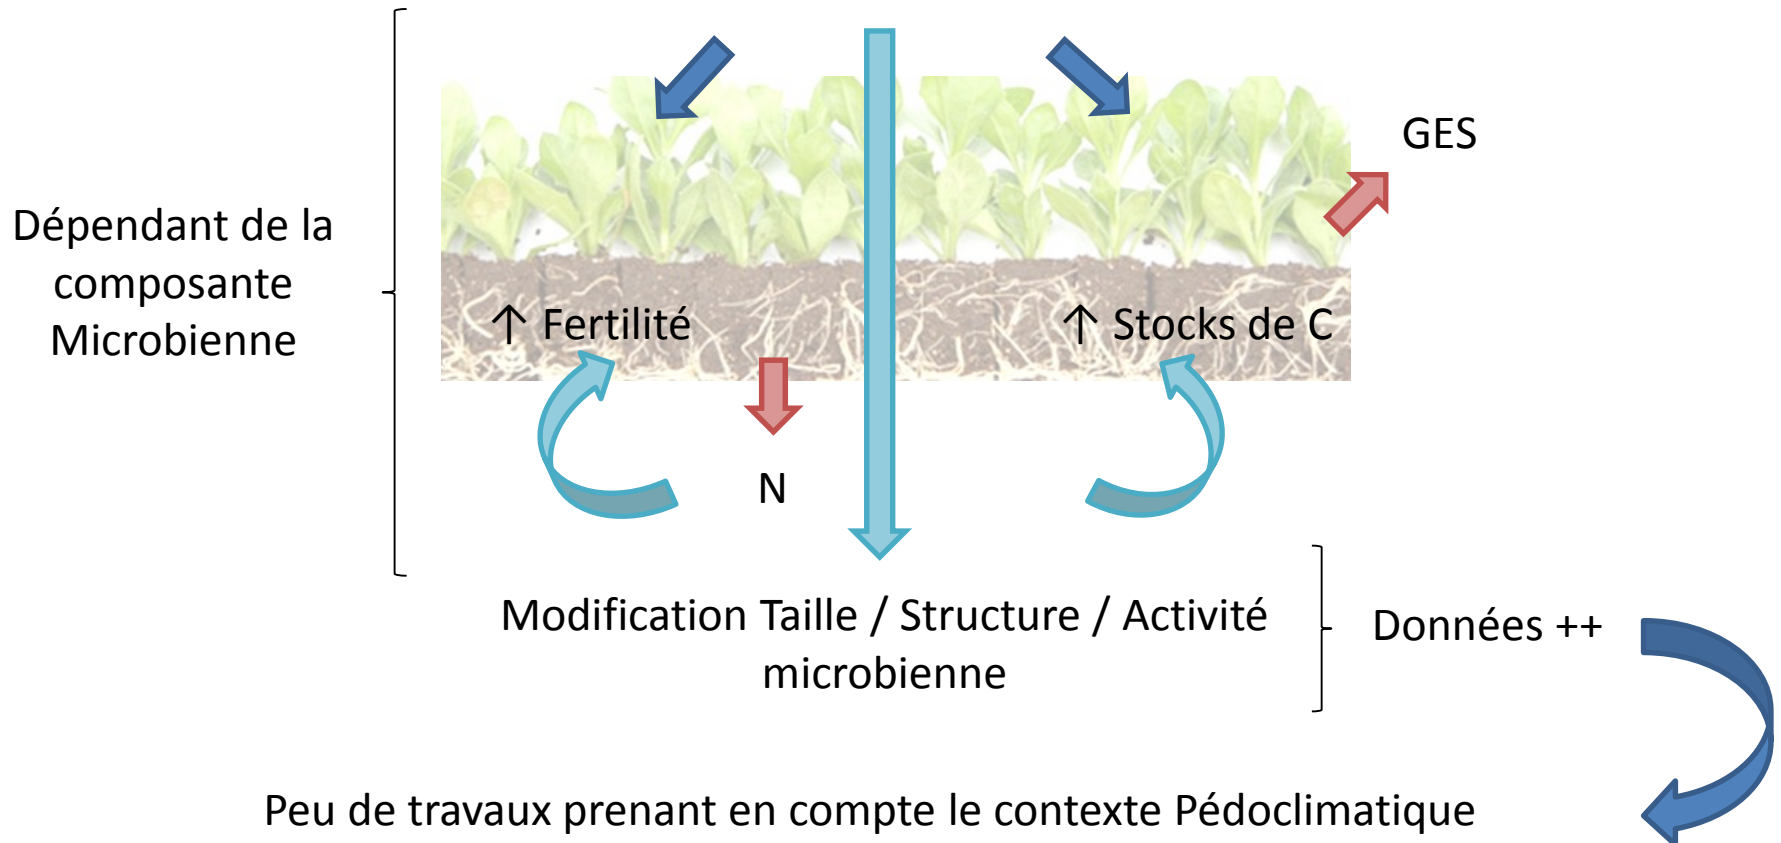 GES
Dépendant de la
composante
Microbienne
↑ Fertilité
↑ Stocks de C
N
Modification Taille / Structure / Activité
microbienne
Données ++
Peu de travaux prenant en compte le contexte Pédoclimatique